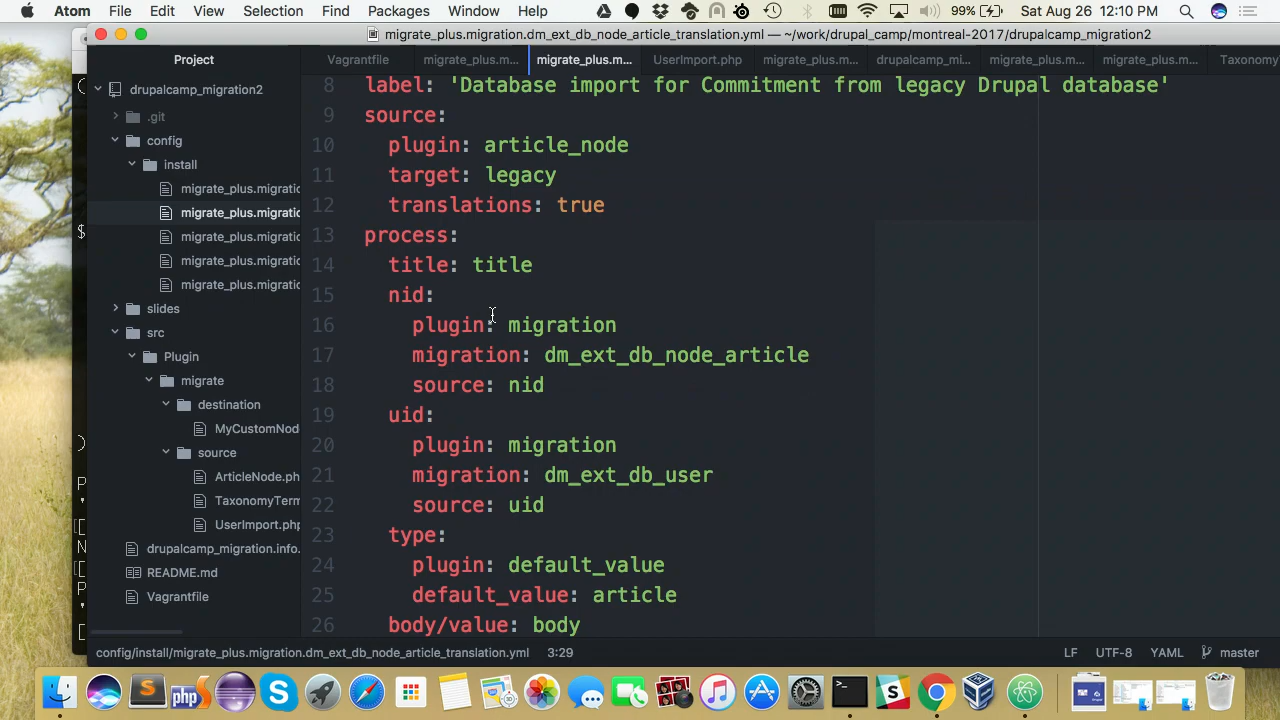 Atom File Edit View Selection Find Packages Window Help 99% Sat Aug 26 12:10 PM
migrate_plus.migration.dm_ext_db_node_article_translation.yml — ~/work/drupal_camp/montreal-2017/drupalcamp_migration2
Project Vagrantfile migrate_plus.m... migrate_plus.m... UserImport.php migrate_plus.m... drupalcamp_mi... migrate_plus.m... migrate_plus.m... Taxonomy
drupalcamp_migration2
.git
config
install
migrate_plus.migratic
migrate_plus.migratic
migrate_plus.migratic
migrate_plus.migratic
migrate_plus.migratic
slides
src
Plugin
migrate
destination
MyCustomNod
source
ArticleNode.ph
TaxonomyTerm
UserImport.php
drupalcamp_migration.info.
README.md
Vagrantfile
8 label: 'Database import for Commitment from legacy Drupal database'
9 source:
10 plugin: article_node
11 target: legacy
12 translations: true
13 process:
14 title: title
15 nid:
16 plugin: migration
17 migration: dm_ext_db_node_article
18 source: nid
19 uid:
20 plugin: migration
21 migration: dm_ext_db_user
22 source: uid
23 type:
24 plugin: default_value
25 default_value: article
26 body/value: body
config/install/migrate_plus.migration.dm_ext_db_node_article_translation.yml 3:29 LF UTF-8 YAML master